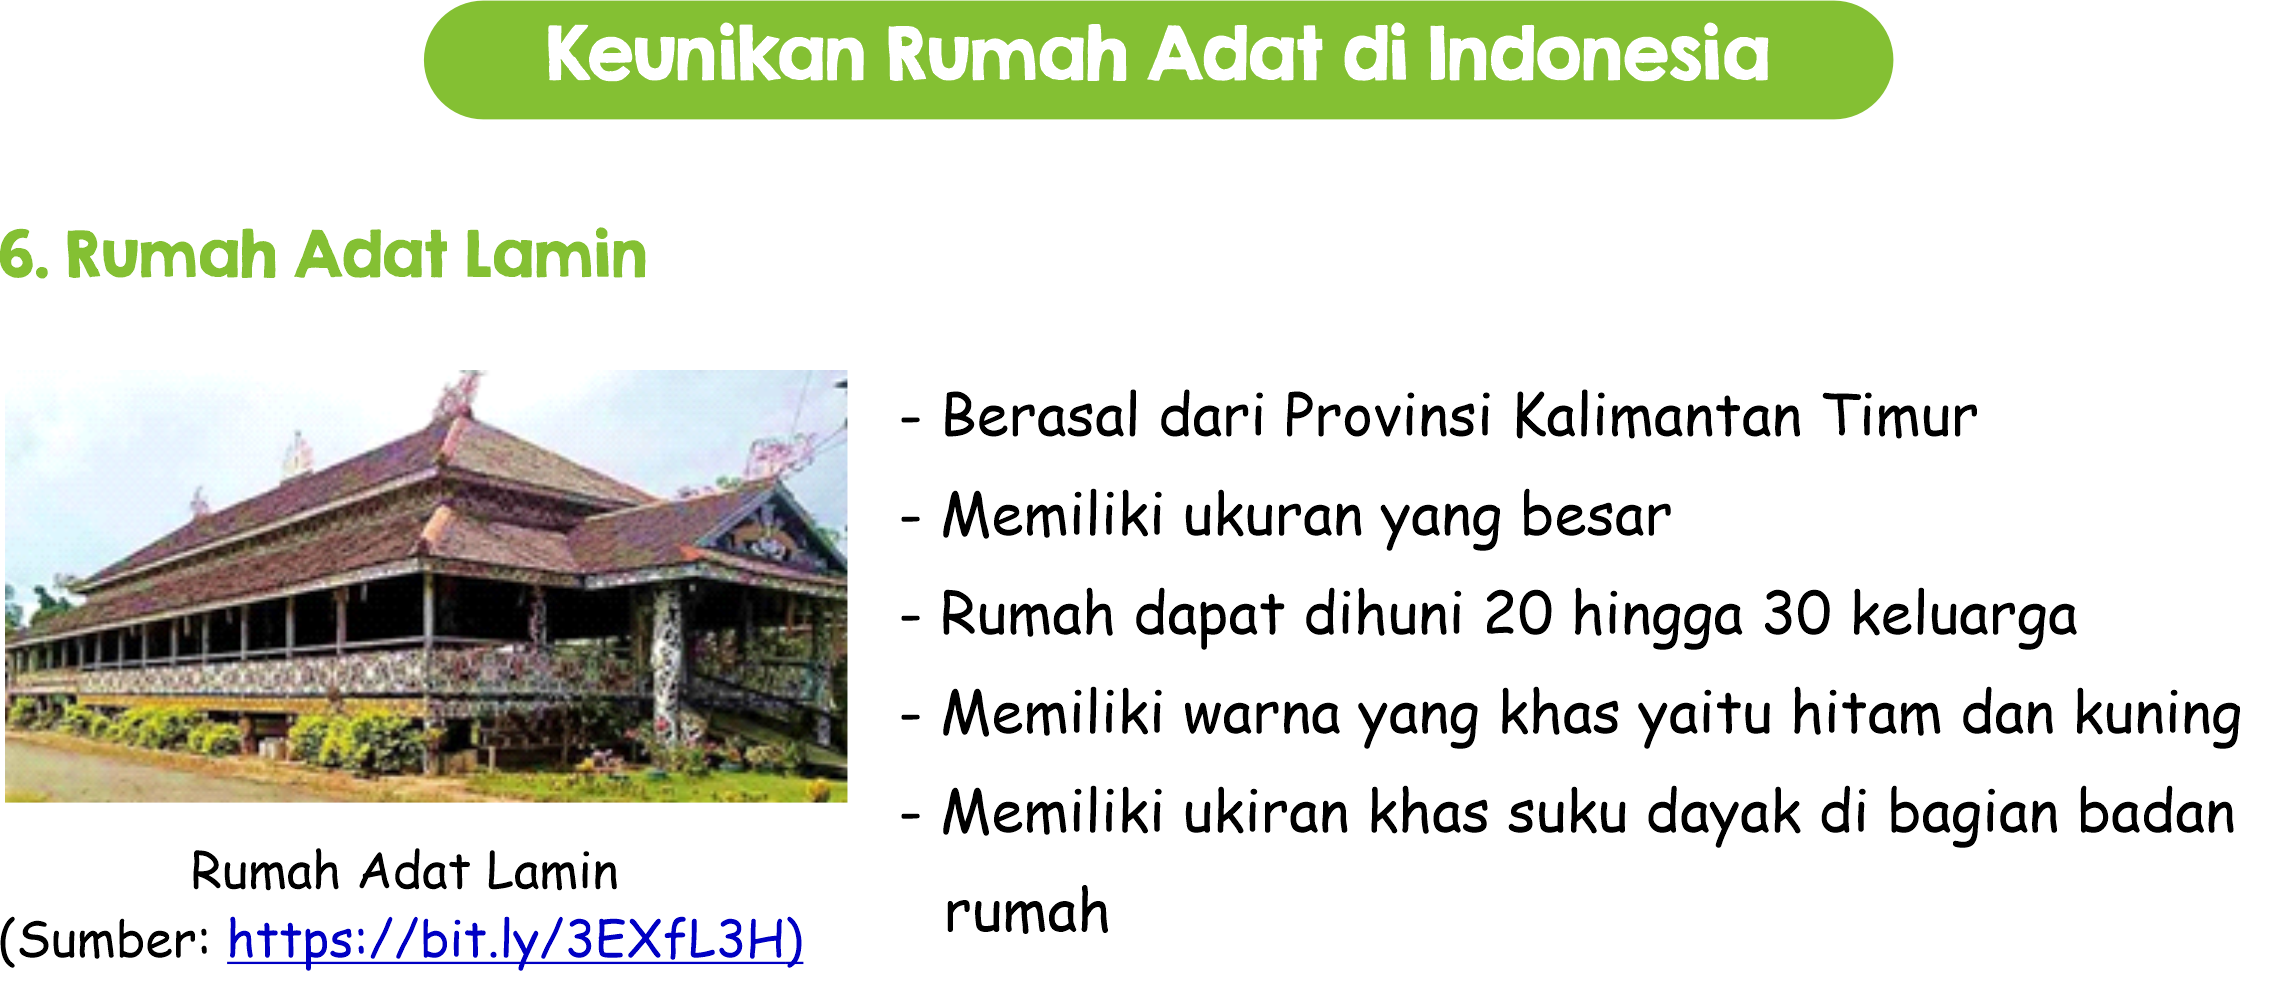 Keunikan Rumah Adat di Indonesia
6. Rumah Adat Lamin
- Berasal dari Provinsi Kalimantan Timur
- Memiliki ukuran yang besar
- Rumah dapat dihuni 20 hingga 30 keluarga
- Memiliki warna yang khas yaitu hitam dan kuning
- Memiliki ukiran khas suku dayak di bagian badan
rumah
Rumah Adat Lamin
(Sumber: https://bit.ly/3EXfL3H)